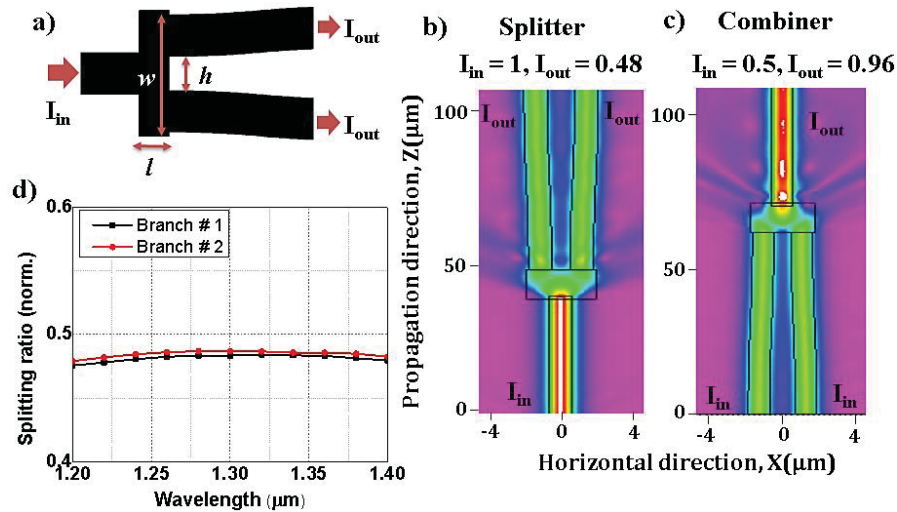 a)
I_in
w
l
h
I_out
I_out
b) Splitter
I_in = 1, I_out = 0.48
I_out
I_out
I_in
c) Combiner
I_in = 0.5, I_out = 0.96
I_out
I_in
I_in
Propagation direction, Z(μm)
100
50
0
100
50
0
-4 0 4
-4 0 4
Horizontal direction, X(μm)
d)
Branch # 1
Branch # 2
Splitting ratio (norm.)
0.6
0.5
0.4
1.20 1.25 1.30 1.35 1.40
Wavelength (μm)